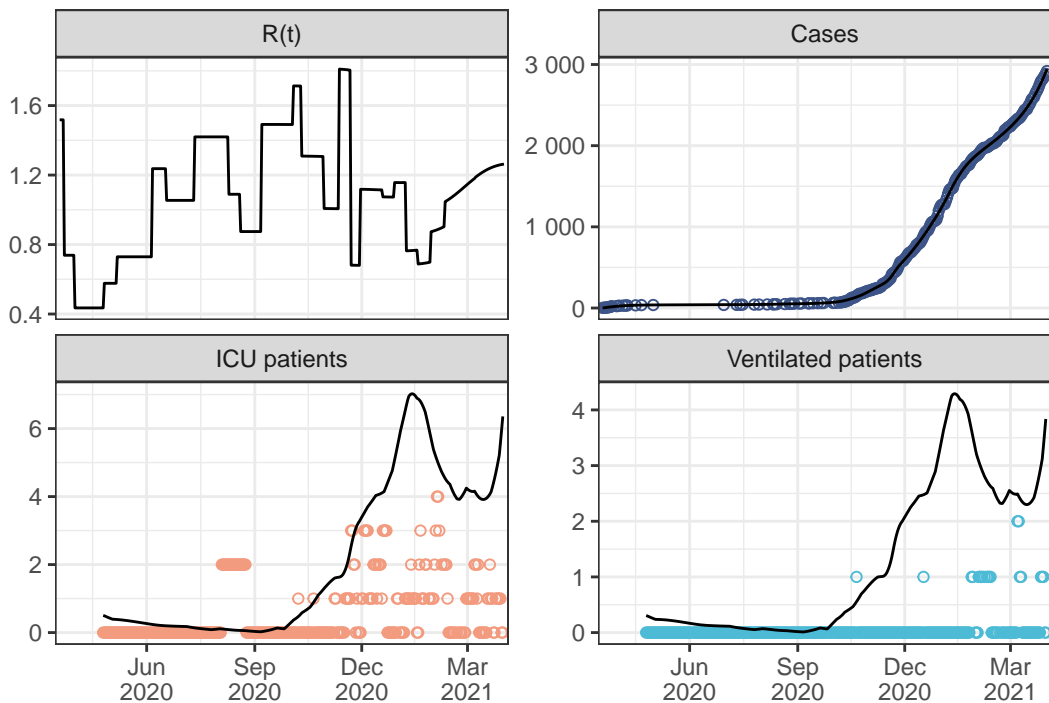 R(t)
Cases
1.6
1.2
0.8
0.4
3 000
2 000
1 000
0
ICU patients
Ventilated patients
6
4
2
0
4
3
2
1
0
Jun
2020
Sep
2020
Dec
2020
Mar
2021
Jun
2020
Sep
2020
Dec
2020
Mar
2021